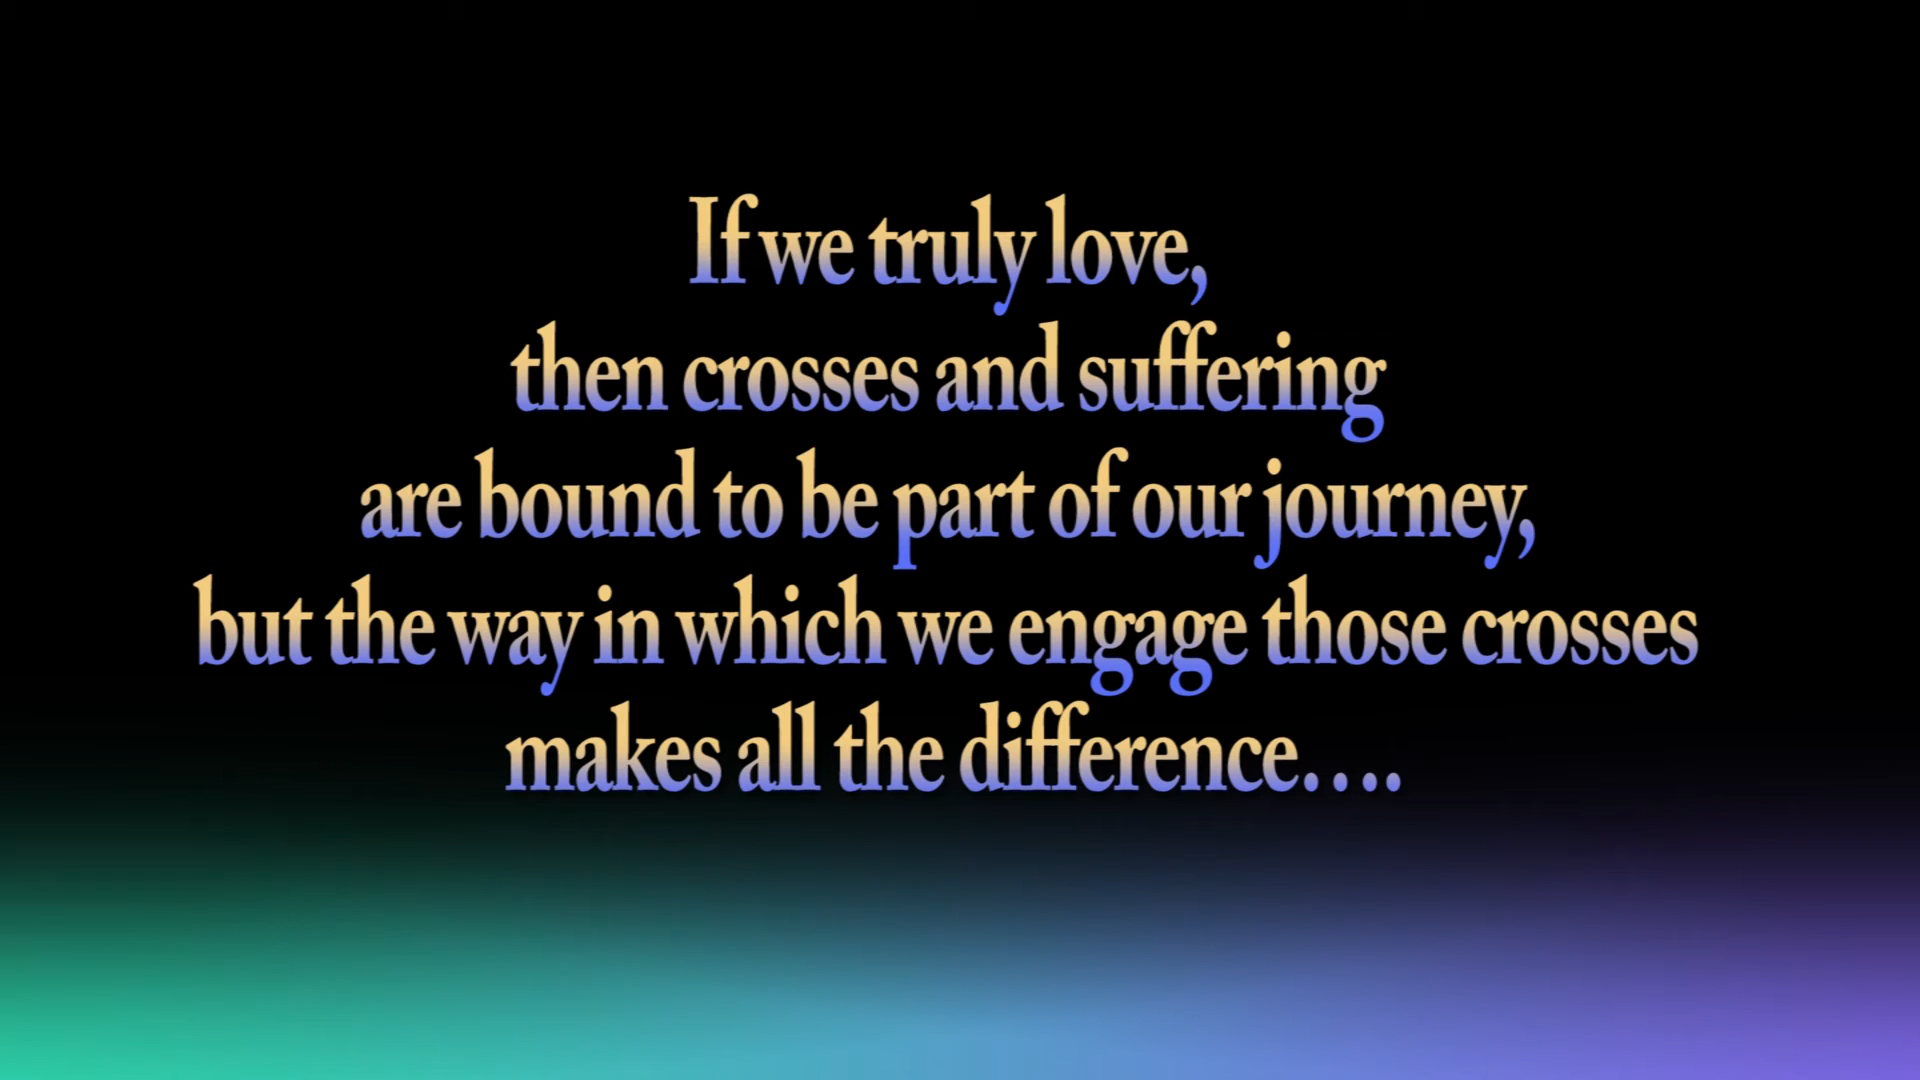 If we truly love,
then crosses and suffering
are bound to be part of our journey,
but the way in which we engage those crosses
makes all the difference….